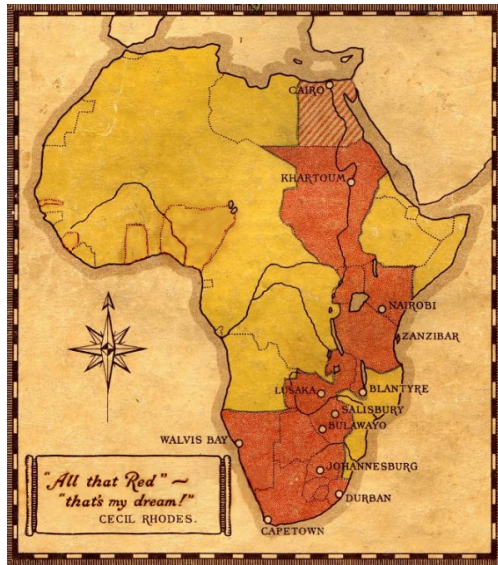 CAIRO
KHARTOUM
NAIROBI
ZANZIBAR
LUSAKA
BLANTYRE
SALISBURY
BULAWAYO
WALVIS BAY
JOHANNESBURG
DURBAN
CAPETOWN
"All that Red" ~
"that's my dream!"
CECIL RHODES.